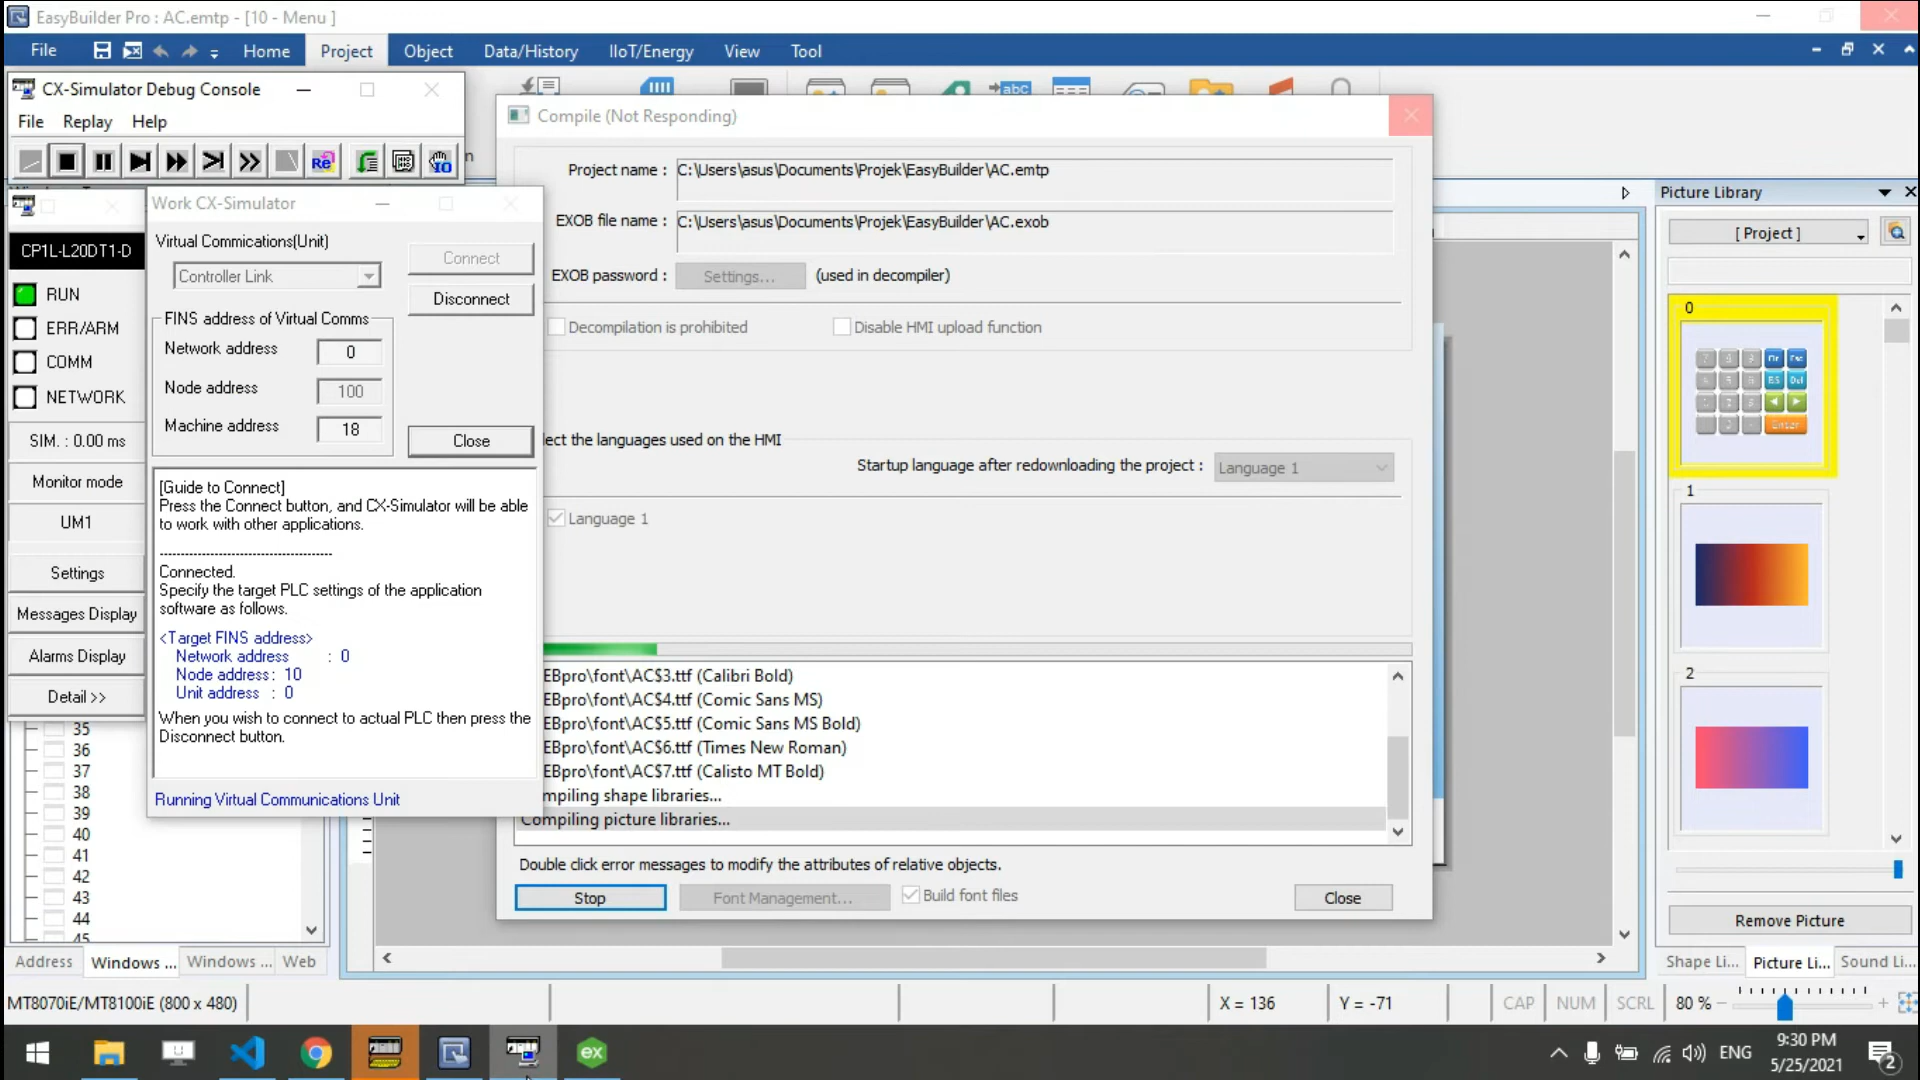 EasyBuilder Pro : AC.emtp - [10 - Menu ]
File
Home
Project
Object
Data/History
IIoT/Energy
View
Tool
CX-Simulator Debug Console
File Replay Help
Work CX-Simulator
CP1L-L20DT1-D
RUN
ERR/ARM
COMM
NETWORK
SIM. : 0.00 ms
Monitor mode
UM1
Settings
Messages Display
Alarms Display
Detail >>
Virtual Commications(Unit)
Controller Link
Connect
Disconnect
FINS address of Virtual Comms
Network address 0
Node address 100
Machine address 18
Close
[Guide to Connect]
Press the Connect button, and CX-Simulator will be able
to work with other applications.
----------------------------------------
Connected.
Specify the target PLC settings of the application
software as follows.
<Target FINS address>
Network address : 0
Node address : 10
Unit address : 0
When you wish to connect to actual PLC then press the
Disconnect button.
Running Virtual Communications Unit
Compile (Not Responding)
Project name : C:\Users\asus\Documents\Projek\EasyBuilder\AC.emtp
EXOB file name : C:\Users\asus\Documents\Projek\EasyBuilder\AC.exob
EXOB password : Settings... (used in decompiler)
Decompilation is prohibited
Disable HMI upload function
lect the languages used on the HMI
Startup language after redownloading the project : Language 1
Language 1
EBpro\font\AC$3.ttf (Calibri Bold)
EBpro\font\AC$4.ttf (Comic Sans MS)
EBpro\font\AC$5.ttf (Comic Sans MS Bold)
EBpro\font\AC$6.ttf (Times New Roman)
EBpro\font\AC$7.ttf (Calisto MT Bold)
mpiling shape libraries...
Compiling picture libraries...
Double click error messages to modify the attributes of relative objects.
Stop
Font Management...
Build font files
Close
Picture Library
[ Project ]
0
1
2
Remove Picture
Shape Li...
Picture Li...
Sound Li...
35
36
37
38
39
40
41
42
43
44
45
Address
Windows ...
Windows ...
Web
MT8070iE/MT8100iE (800 x 480)
X = 136
Y = -71
CAP
NUM
SCRL
80 %
ex
ENG
9:30 PM
5/25/2021
2